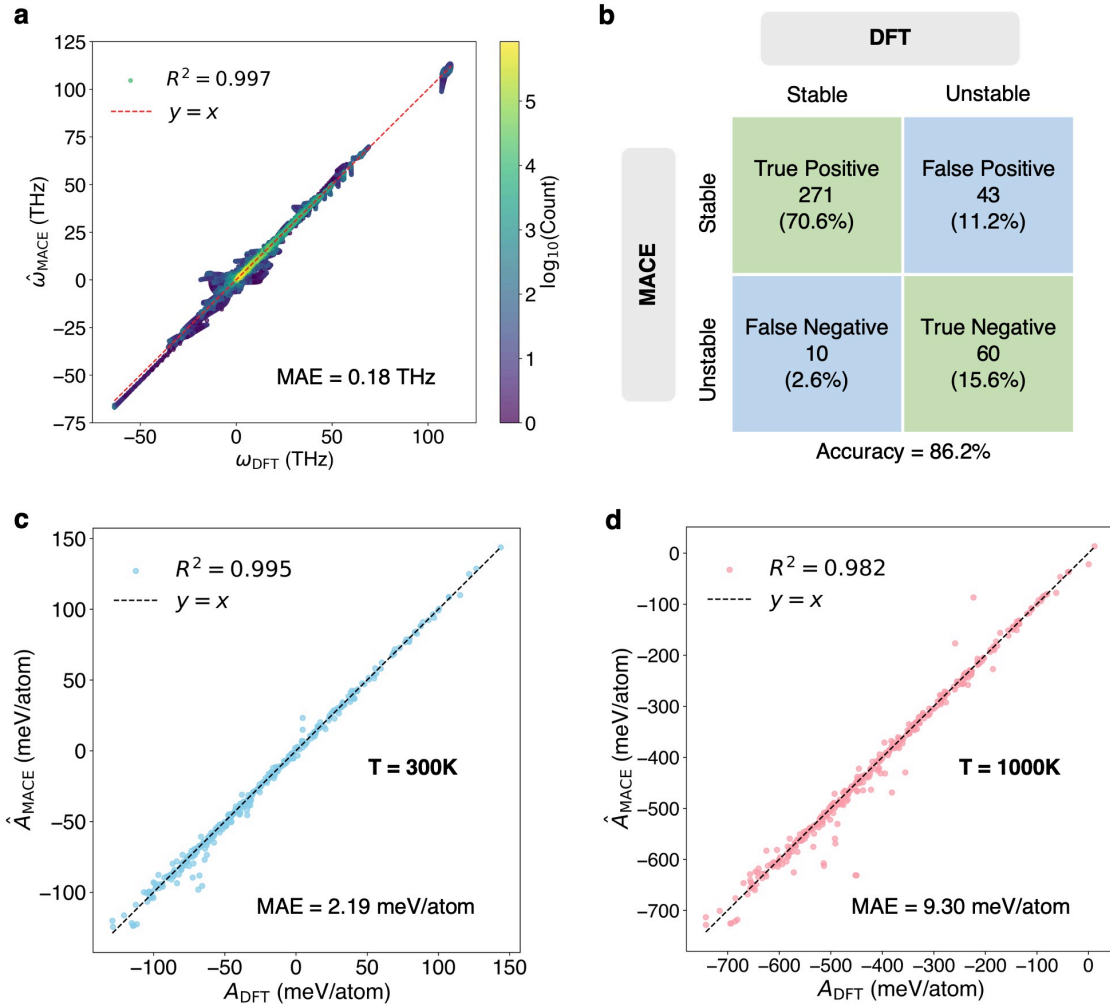 a
125
100
75
50
25
0
−25
−50
−75
−50
0
50
100
R² = 0.997
y = x
MAE = 0.18 THz
ω̂MACE (THz)
ωDFT (THz)
5
4
3
2
1
0
log₁₀(Count)
b
DFT
Stable
Unstable
MACE
Stable
True Positive
271
(70.6%)
False Positive
43
(11.2%)
Unstable
False Negative
10
(2.6%)
True Negative
60
(15.6%)
Accuracy = 86.2%
c
150
100
50
0
−50
−100
−100
−50
0
50
100
150
R² = 0.995
y = x
T = 300K
MAE = 2.19 meV/atom
ÂMACE (meV/atom)
ADFT (meV/atom)
d
0
−100
−200
−300
−400
−500
−600
−700
−700
−600
−500
−400
−300
−200
−100
0
R² = 0.982
y = x
T = 1000K
MAE = 9.30 meV/atom
ÂMACE (meV/atom)
ADFT (meV/atom)